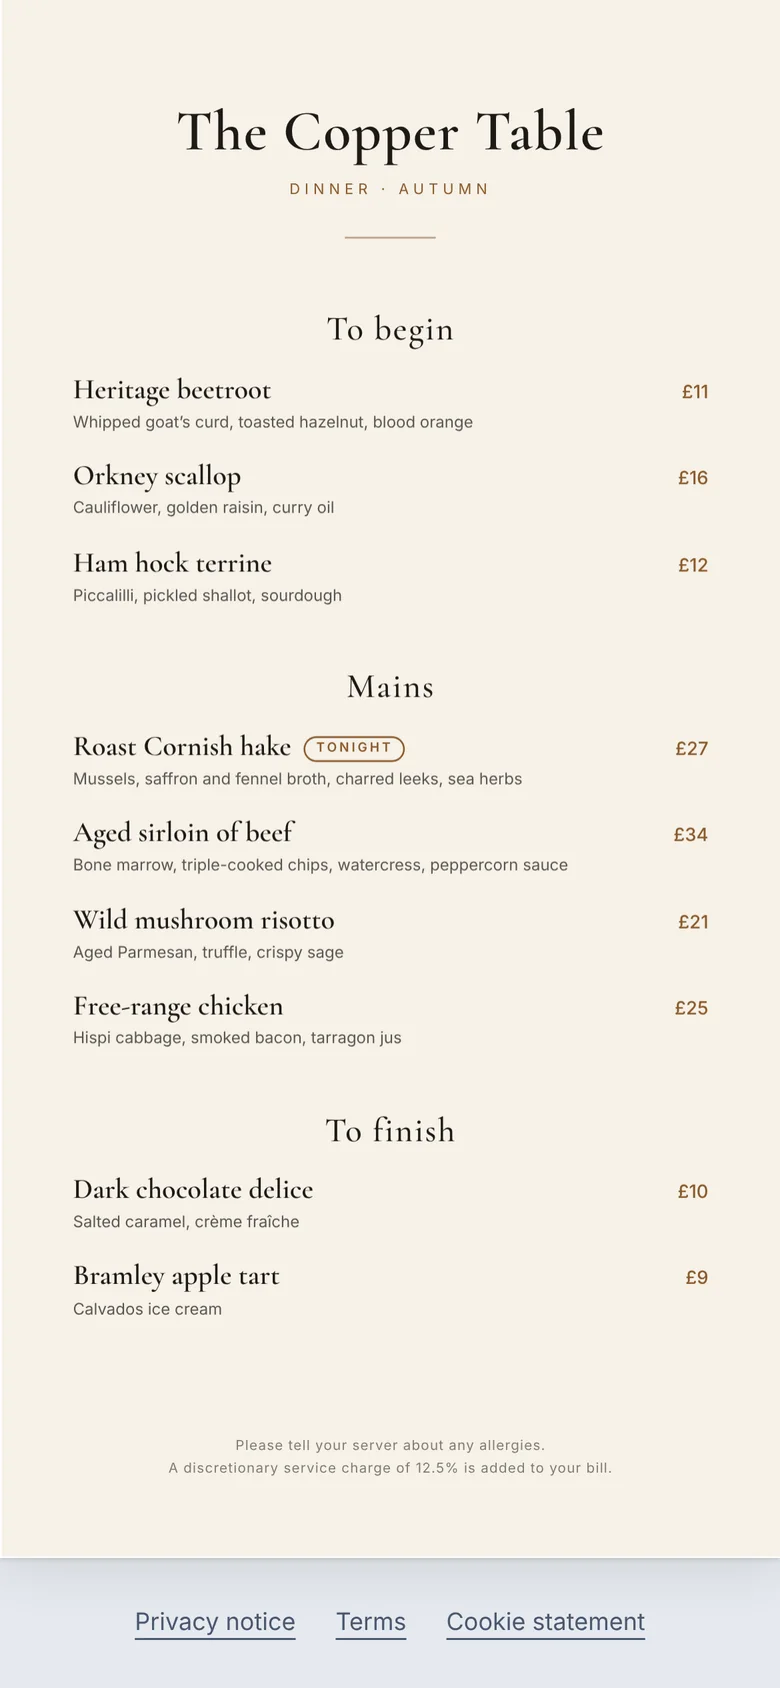 The Copper Table
DINNER · AUTUMN
To begin
Heritage beetroot £11
Whipped goat’s curd, toasted hazelnut, blood orange
Orkney scallop £16
Cauliflower, golden raisin, curry oil
Ham hock terrine £12
Piccalilli, pickled shallot, sourdough
Mains
Roast Cornish hake TONIGHT £27
Mussels, saffron and fennel broth, charred leeks, sea herbs
Aged sirloin of beef £34
Bone marrow, triple-cooked chips, watercress, peppercorn sauce
Wild mushroom risotto £21
Aged Parmesan, truffle, crispy sage
Free-range chicken £25
Hispi cabbage, smoked bacon, tarragon jus
To finish
Dark chocolate delice £10
Salted caramel, crème fraîche
Bramley apple tart £9
Calvados ice cream
Please tell your server about any allergies.
A discretionary service charge of 12.5% is added to your bill.
Privacy notice Terms Cookie statement